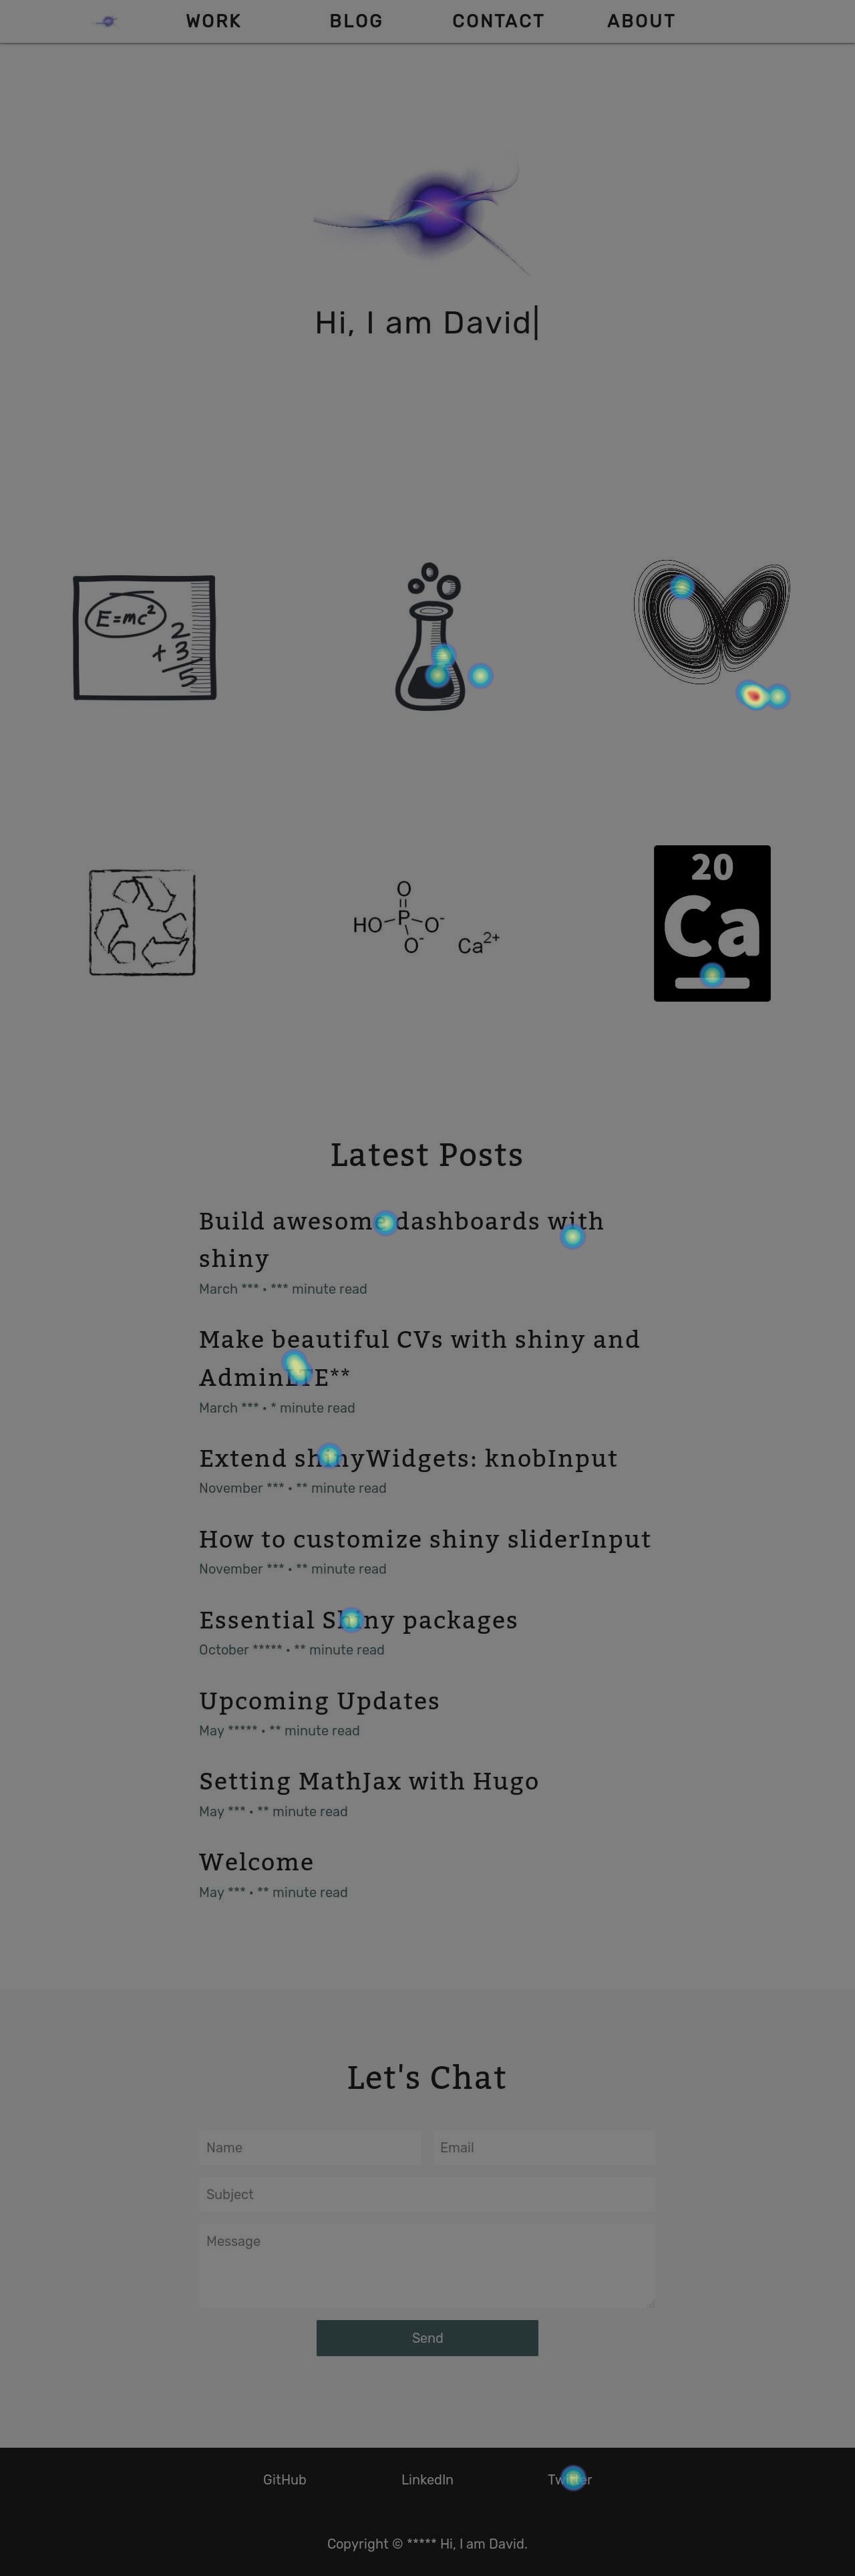 WORK BLOG CONTACT ABOUT
Hi, I am David|
E=mc²
2
+ 3
5
O
HO P O⁻
O⁻ Ca²⁺
20
Ca
Latest Posts
Build awesome dashboards with
shiny
March *** • *** minute read
Make beautiful CVs with shiny and
AdminLTE**
March *** • * minute read
Extend shinyWidgets: knobInput
November *** • ** minute read
How to customize shiny sliderInput
November *** • ** minute read
Essential Shiny packages
October ***** • ** minute read
Upcoming Updates
May ***** • ** minute read
Setting MathJax with Hugo
May *** • ** minute read
Welcome
May *** • ** minute read
Let's Chat
Name Email
Subject
Message
Send
GitHub LinkedIn Twitter
Copyright © ***** Hi, I am David.